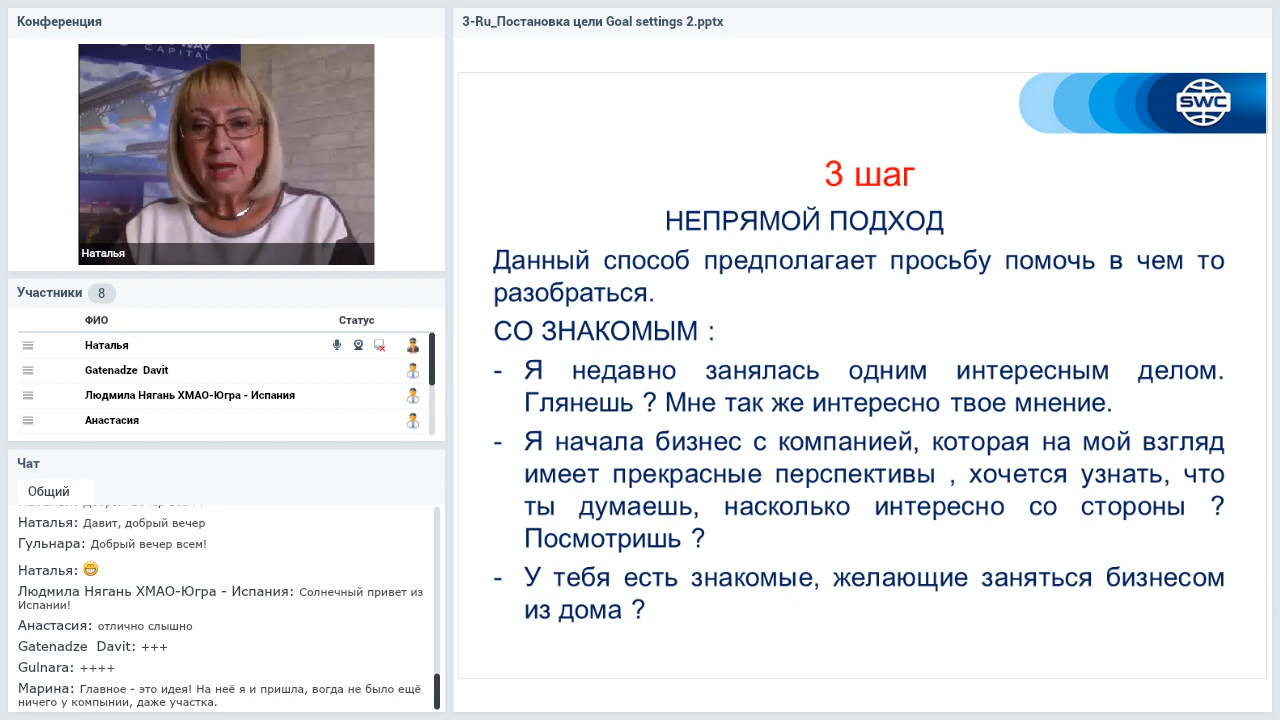 Конференция
WAY
CAPITAL
Наталья
Участники 8
ФИО Статус
Наталья
Gatenadze Davit
Людмила Нягань ХМАО-Югра - Испания
Анастасия
Чат
Общий
Наталья: Давит, добрый вечер
Гульнара: Добрый вечер всем!
Наталья:
Людмила Нягань ХМАО-Югра - Испания: Солнечный привет из
Испании!
Анастасия: отлично слышно
Gatenadze Davit: +++
Gulnara: ++++
Марина: Главное - это идея! На неё я и пришла, вогда не было ещё
ничего у компынии, даже участка.
3-Ru_Постановка цели Goal settings 2.pptx
SWC
3 шаг
НЕПРЯМОЙ ПОДХОД
Данный способ предполагает просьбу помочь в чем то
разобраться.
СО ЗНАКОМЫМ :
- Я недавно занялась одним интересным делом.
Глянешь ? Мне так же интересно твое мнение.
- Я начала бизнес с компанией, которая на мой взгляд
имеет прекрасные перспективы , хочется узнать, что
ты думаешь, насколько интересно со стороны ?
Посмотришь ?
- У тебя есть знакомые, желающие заняться бизнесом
из дома ?